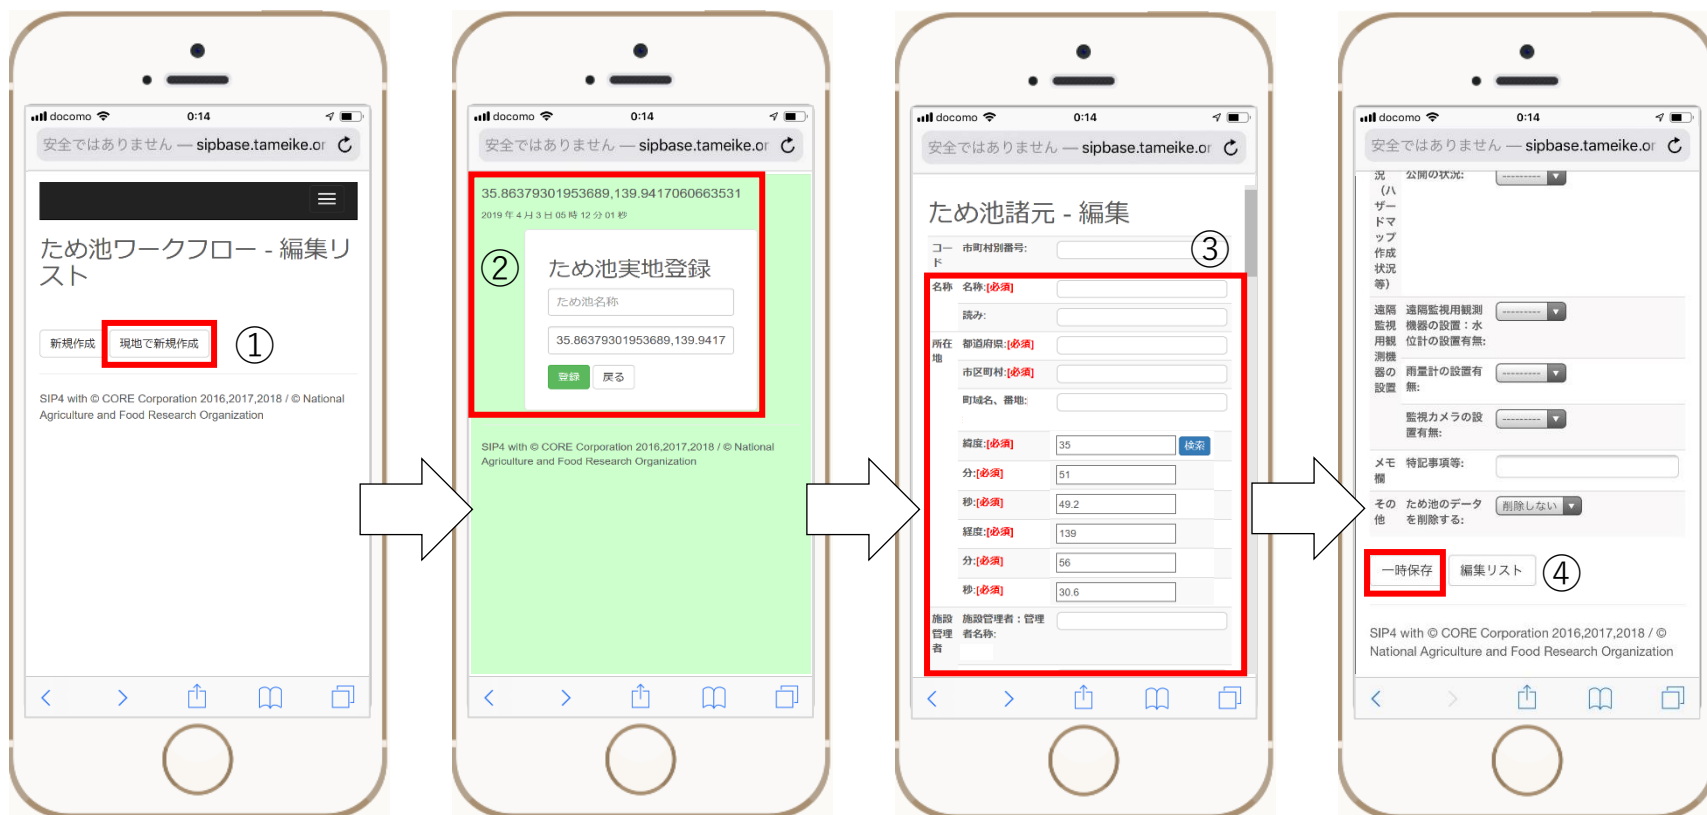 docomo 0:14
安全ではありません — sipbase.tameike.or
ため池ワークフロー - 編集リ
スト
新規作成 現地で新規作成 ①
SIP4 with © CORE Corporation 2016,2017,2018 / © National
Agriculture and Food Research Organization
docomo 0:14
安全ではありません — sipbase.tameike.or
35.86379301953689,139.9417060663531
2019 年 4 月 3 日 05 時 12 分 01 秒
② ため池実地登録
ため池名称
35.86379301953689,139.9417
登録 戻る
SIP4 with © CORE Corporation 2016,2017,2018 / © National
Agriculture and Food Research Organization
docomo 0:14
安全ではありません — sipbase.tameike.or
ため池諸元 - 編集
コー 市町村別番号: ③
ド
名称 名称:[必須]
読み:
所在 都道府県:[必須]
地
市区町村:[必須]
町域名、番地:
緯度:[必須] 35 検索
分:[必須] 51
秒:[必須] 49.2
経度:[必須] 139
分:[必須] 56
秒:[必須] 30.6
施設 施設管理者：管理
管理 者名称:
者
docomo 0:14
安全ではありません — sipbase.tameike.or
況 公開の状況: ---------
（ハ
ザー
ドマ
ップ
作成
状況
等）
遠隔 遠隔監視用観測 ---------
監視 機器の設置：水
用観 位計の設置有無:
測機
器の 雨量計の設置有 ---------
設置 無:
監視カメラの設 ---------
置有無:
メモ 特記事項等:
欄
その ため池のデータ 削除しない
他 を削除する:
一時保存 編集リスト ④
SIP4 with © CORE Corporation 2016,2017,2018 / ©
National Agriculture and Food Research Organization